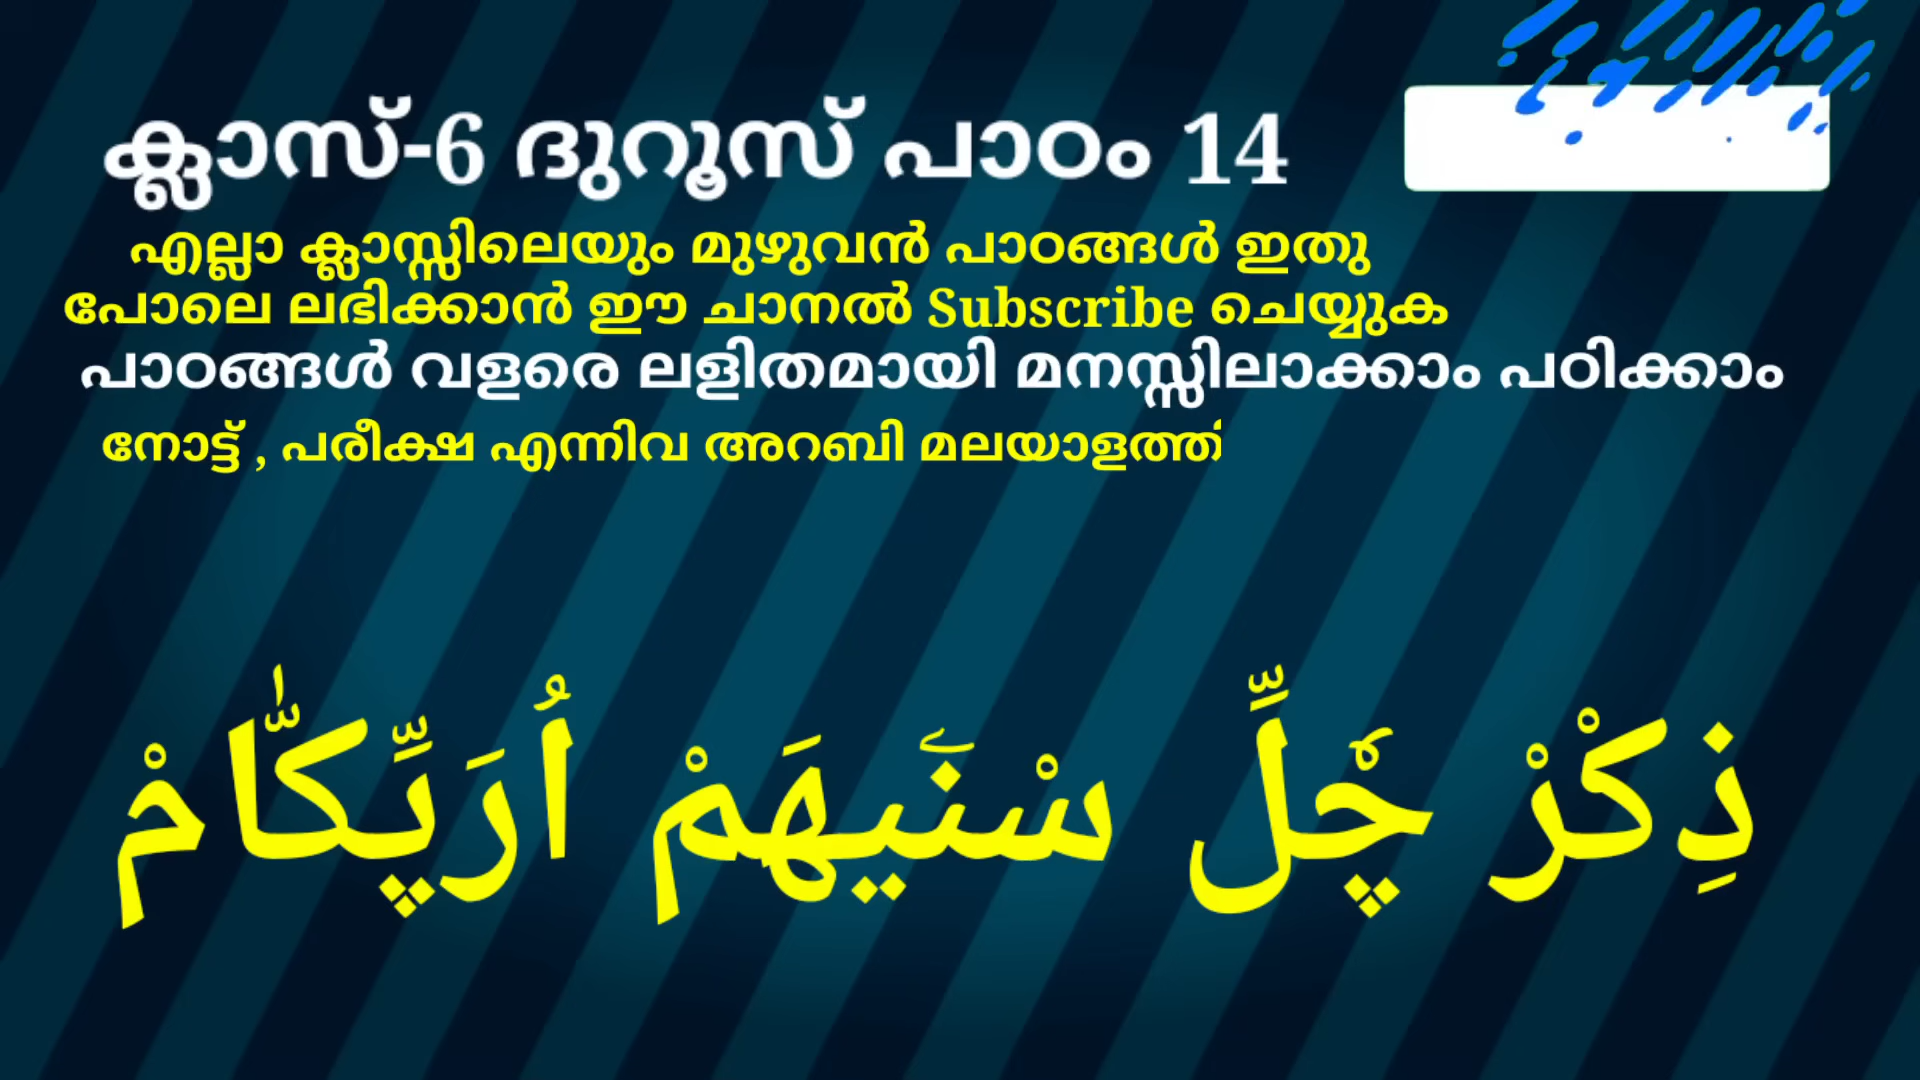 ക്ലാസ്-6 ദുറൂസ് പാഠം 14
എല്ലാ ക്ലാസ്സിലെയും മുഴുവൻ പാഠങ്ങൾ ഇതു
പോലെ ലഭിക്കാൻ ഈ ചാനൽ Subscribe ചെയ്യുക
പാഠങ്ങൾ വളരെ ലളിതമായി മനസ്സിലാക്കാം പഠിക്കാം
നോട്ട് , പരീക്ഷ എന്നിവ അറബി മലയാളത്തി
ذِكْرْ چٗلِّ سْنَيهَمْ أُرَپِّكّٰامْ